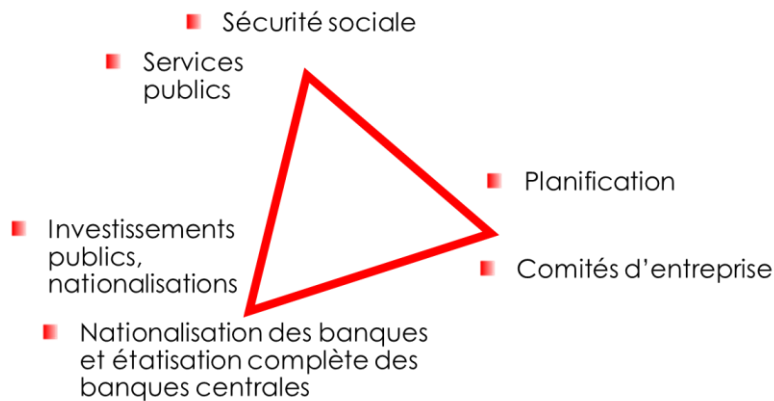 Sécurité sociale
Services
publics
Planification
Investissements
publics,
nationalisations
Comités d’entreprise
Nationalisation des banques
et étatisation complète des
banques centrales